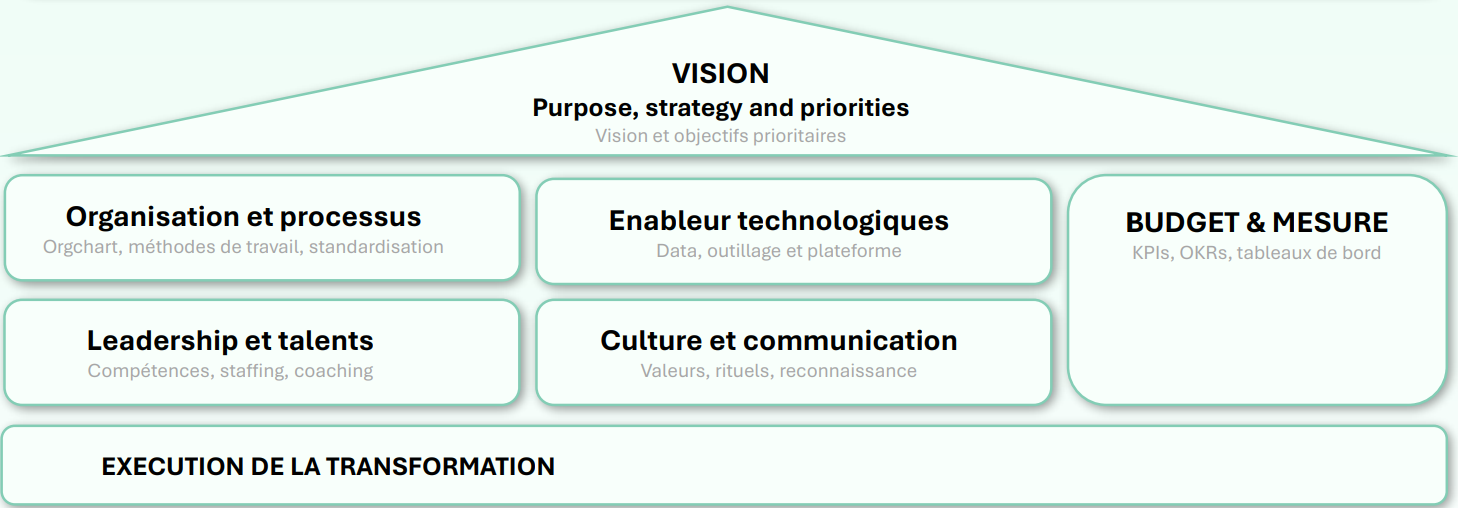 VISION
Purpose, strategy and priorities
Vision et objectifs prioritaires
Organisation et processus
Orgchart, méthodes de travail, standardisation
Enableur technologiques
Data, outillage et plateforme
BUDGET & MESURE
KPIs, OKRs, tableaux de bord
Leadership et talents
Compétences, staffing, coaching
Culture et communication
Valeurs, rituels, reconnaissance
EXECUTION DE LA TRANSFORMATION